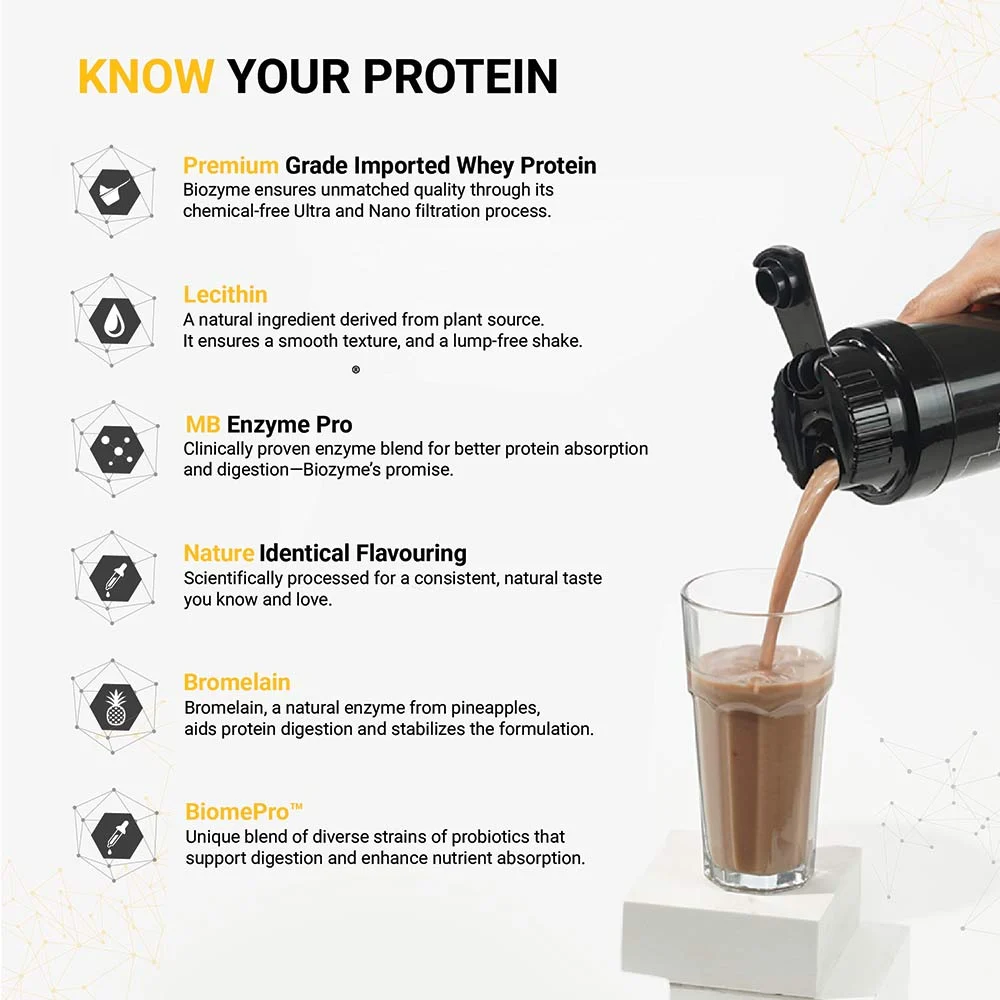 KNOW YOUR PROTEIN
Premium Grade Imported Whey Protein
Biozyme ensures unmatched quality through its
chemical-free Ultra and Nano filtration process.
Lecithin
A natural ingredient derived from plant source.
It ensures a smooth texture, and a lump-free shake.
®
MB Enzyme Pro
Clinically proven enzyme blend for better protein absorption
and digestion—Biozyme's promise.
Nature Identical Flavouring
Scientifically processed for a consistent, natural taste
you know and love.
Bromelain
Bromelain, a natural enzyme from pineapples,
aids protein digestion and stabilizes the formulation.
BiomePro™
Unique blend of diverse strains of probiotics that
support digestion and enhance nutrient absorption.